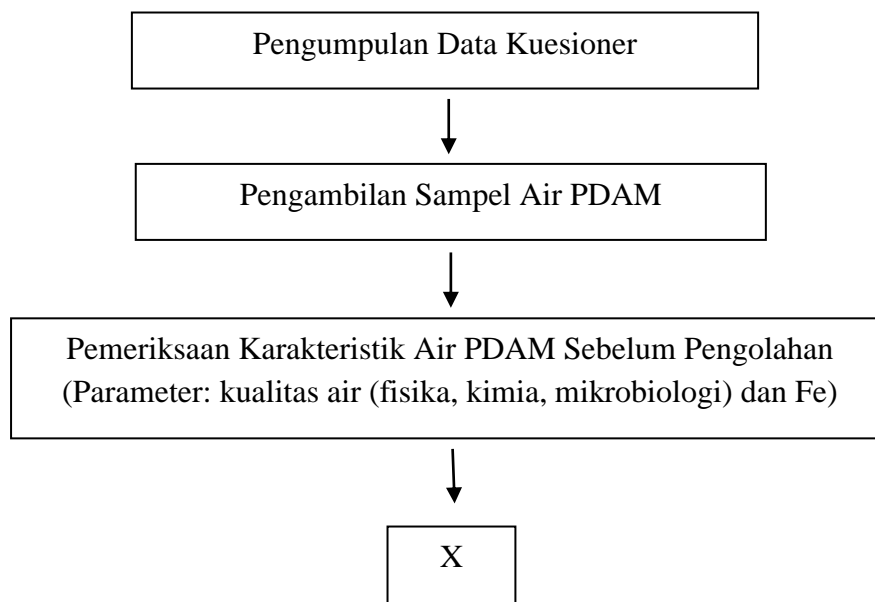 Pengumpulan Data Kuesioner
Pengambilan Sampel Air PDAM
Pemeriksaan Karakteristik Air PDAM Sebelum Pengolahan
(Parameter: kualitas air (fisika, kimia, mikrobiologi) dan Fe)
X